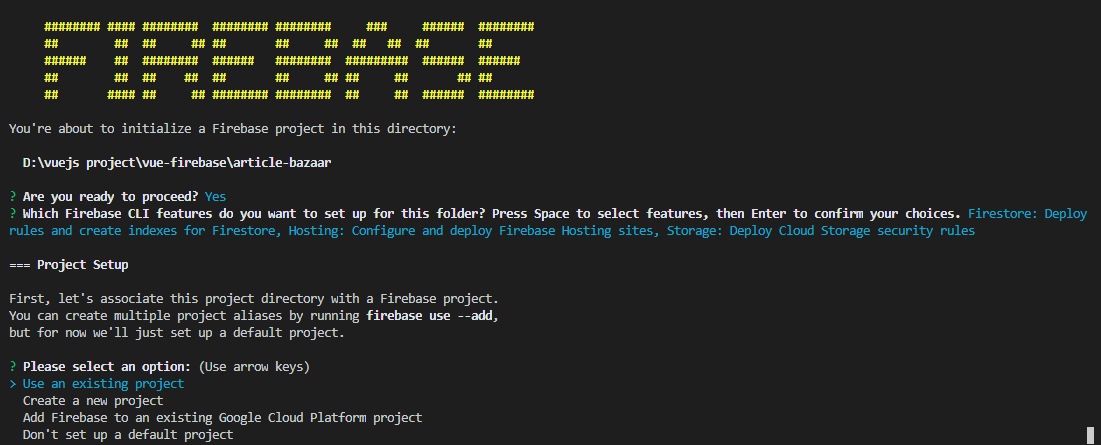 FIREBASE
You're about to initialize a Firebase project in this directory:
D:\vuejs project\vue-firebase\article-bazaar
? Are you ready to proceed? Yes
? Which Firebase CLI features do you want to set up for this folder? Press Space to select features, then Enter to confirm your choices. Firestore: Deploy
rules and create indexes for Firestore, Hosting: Configure and deploy Firebase Hosting sites, Storage: Deploy Cloud Storage security rules
=== Project Setup
First, let's associate this project directory with a Firebase project.
You can create multiple project aliases by running firebase use --add,
but for now we'll just set up a default project.
? Please select an option: (Use arrow keys)
> Use an existing project
Create a new project
Add Firebase to an existing Google Cloud Platform project
Don't set up a default project